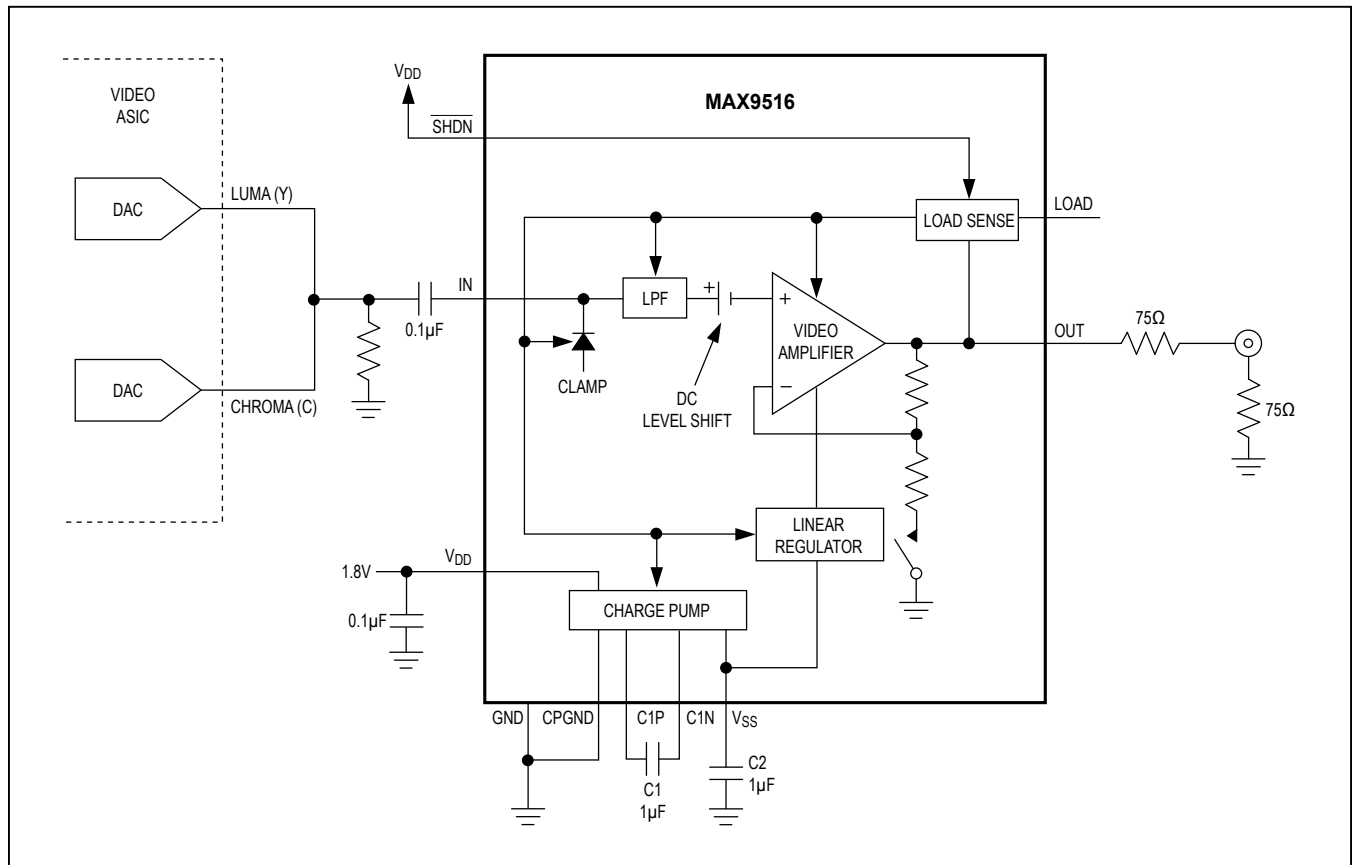 VIDEO
ASIC
DAC
LUMA (Y)
DAC
CHROMA (C)
0.1µF
IN
VDD
SHDN
MAX9516
LOAD SENSE
LOAD
LPF
+
+
VIDEO
AMPLIFIER
−
CLAMP
DC
LEVEL SHIFT
OUT
75Ω
75Ω
LINEAR
REGULATOR
1.8V
VDD
0.1µF
CHARGE PUMP
GND
CPGND
C1P
C1N
VSS
C1
1µF
C2
1µF